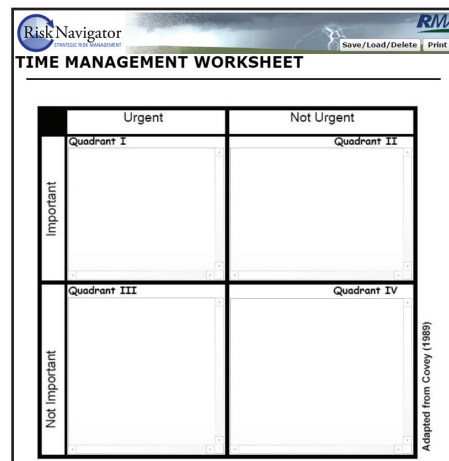 Risk Navigator
STRATEGIC RISK MANAGEMENT
Save/Load/Delete Print
TIME MANAGEMENT WORKSHEET
Urgent Not Urgent
Quadrant I Quadrant II
Important
Quadrant III Quadrant IV
Not Important
Adapted from Covey (1989)